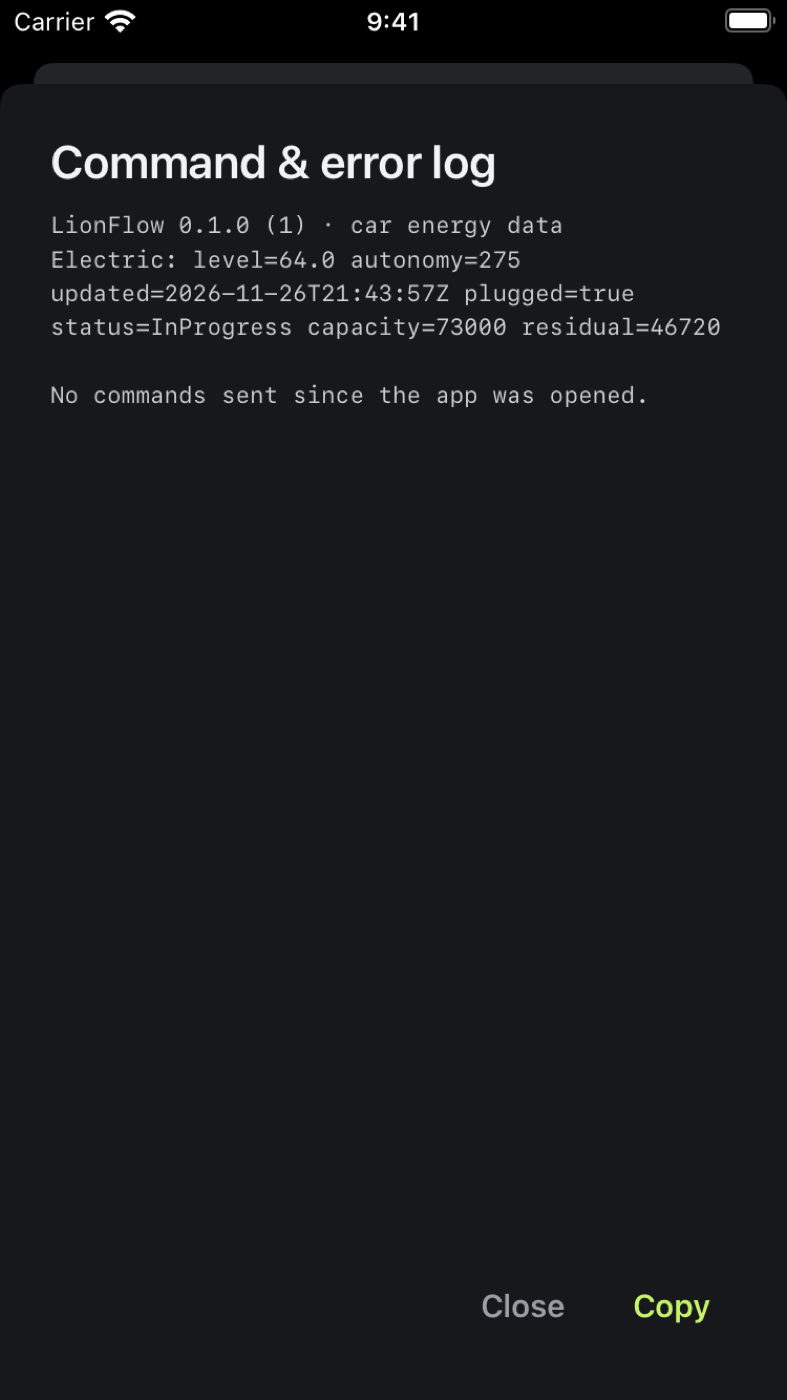 Carrier
9:41
Command & error log
LionFlow 0.1.0 (1) · car energy data
Electric: level=64.0 autonomy=275
updated=2026-11-26T21:43:57Z plugged=true
status=InProgress capacity=73000 residual=46720
No commands sent since the app was opened.
Close
Copy